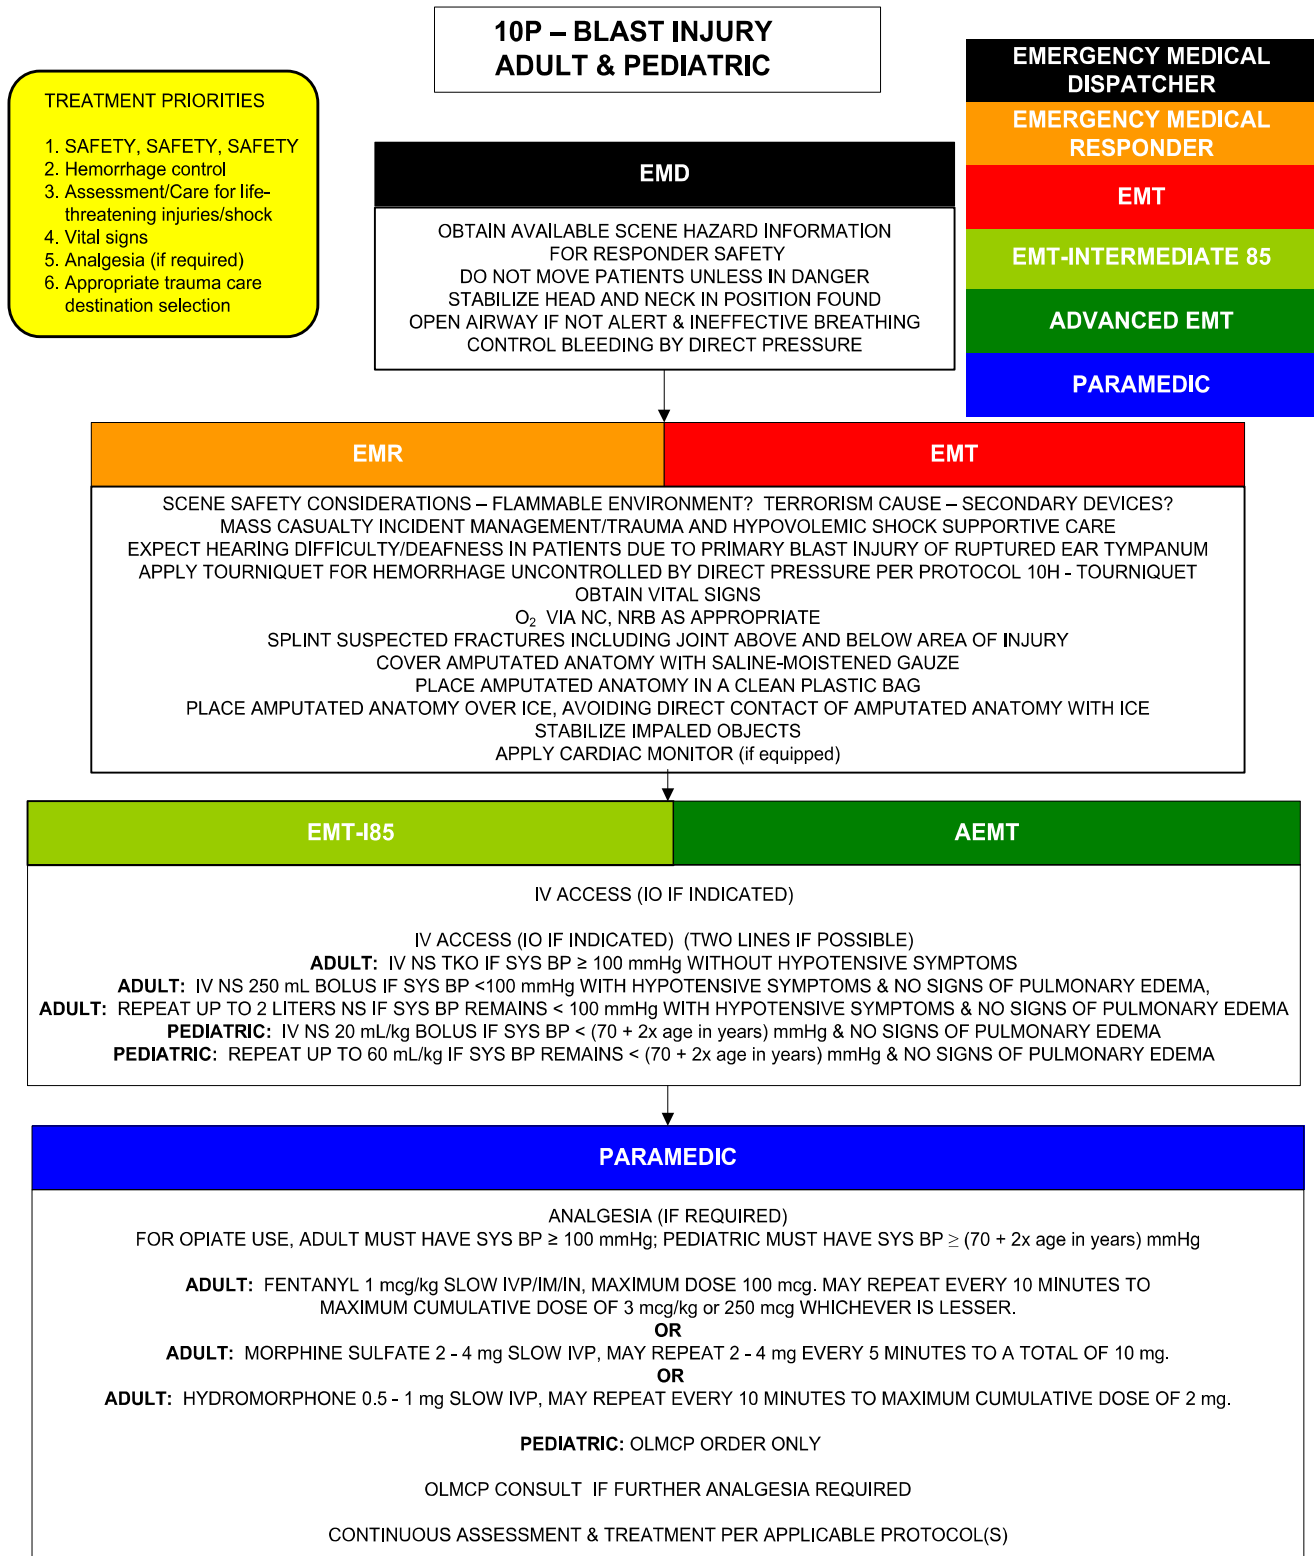 10P – BLAST INJURY
ADULT & PEDIATRIC
TREATMENT PRIORITIES
1. SAFETY, SAFETY, SAFETY
2. Hemorrhage control
3. Assessment/Care for life-
threatening injuries/shock
4. Vital signs
5. Analgesia (if required)
6. Appropriate trauma care
destination selection
EMERGENCY MEDICAL
DISPATCHER
EMERGENCY MEDICAL
RESPONDER
EMT
EMT-INTERMEDIATE 85
ADVANCED EMT
PARAMEDIC
EMD
OBTAIN AVAILABLE SCENE HAZARD INFORMATION
FOR RESPONDER SAFETY
DO NOT MOVE PATIENTS UNLESS IN DANGER
STABILIZE HEAD AND NECK IN POSITION FOUND
OPEN AIRWAY IF NOT ALERT & INEFFECTIVE BREATHING
CONTROL BLEEDING BY DIRECT PRESSURE
EMR
EMT
SCENE SAFETY CONSIDERATIONS – FLAMMABLE ENVIRONMENT? TERRORISM CAUSE – SECONDARY DEVICES?
MASS CASUALTY INCIDENT MANAGEMENT/TRAUMA AND HYPOVOLEMIC SHOCK SUPPORTIVE CARE
EXPECT HEARING DIFFICULTY/DEAFNESS IN PATIENTS DUE TO PRIMARY BLAST INJURY OF RUPTURED EAR TYMPANUM
APPLY TOURNIQUET FOR HEMORRHAGE UNCONTROLLED BY DIRECT PRESSURE PER PROTOCOL 10H - TOURNIQUET
OBTAIN VITAL SIGNS
O₂ VIA NC, NRB AS APPROPRIATE
SPLINT SUSPECTED FRACTURES INCLUDING JOINT ABOVE AND BELOW AREA OF INJURY
COVER AMPUTATED ANATOMY WITH SALINE-MOISTENED GAUZE
PLACE AMPUTATED ANATOMY IN A CLEAN PLASTIC BAG
PLACE AMPUTATED ANATOMY OVER ICE, AVOIDING DIRECT CONTACT OF AMPUTATED ANATOMY WITH ICE
STABILIZE IMPALED OBJECTS
APPLY CARDIAC MONITOR (if equipped)
EMT-I85
AEMT
IV ACCESS (IO IF INDICATED)
IV ACCESS (IO IF INDICATED) (TWO LINES IF POSSIBLE)
ADULT: IV NS TKO IF SYS BP ≥ 100 mmHg WITHOUT HYPOTENSIVE SYMPTOMS
ADULT: IV NS 250 mL BOLUS IF SYS BP <100 mmHg WITH HYPOTENSIVE SYMPTOMS & NO SIGNS OF PULMONARY EDEMA,
ADULT: REPEAT UP TO 2 LITERS NS IF SYS BP REMAINS < 100 mmHg WITH HYPOTENSIVE SYMPTOMS & NO SIGNS OF PULMONARY EDEMA
PEDIATRIC: IV NS 20 mL/kg BOLUS IF SYS BP < (70 + 2x age in years) mmHg & NO SIGNS OF PULMONARY EDEMA
PEDIATRIC: REPEAT UP TO 60 mL/kg IF SYS BP REMAINS < (70 + 2x age in years) mmHg & NO SIGNS OF PULMONARY EDEMA
PARAMEDIC
ANALGESIA (IF REQUIRED)
FOR OPIATE USE, ADULT MUST HAVE SYS BP ≥ 100 mmHg; PEDIATRIC MUST HAVE SYS BP ≥ (70 + 2x age in years) mmHg
ADULT: FENTANYL 1 mcg/kg SLOW IVP/IM/IN, MAXIMUM DOSE 100 mcg. MAY REPEAT EVERY 10 MINUTES TO
MAXIMUM CUMULATIVE DOSE OF 3 mcg/kg or 250 mcg WHICHEVER IS LESSER.
OR
ADULT: MORPHINE SULFATE 2 - 4 mg SLOW IVP, MAY REPEAT 2 - 4 mg EVERY 5 MINUTES TO A TOTAL OF 10 mg.
OR
ADULT: HYDROMORPHONE 0.5 - 1 mg SLOW IVP, MAY REPEAT EVERY 10 MINUTES TO MAXIMUM CUMULATIVE DOSE OF 2 mg.
PEDIATRIC: OLMCP ORDER ONLY
OLMCP CONSULT IF FURTHER ANALGESIA REQUIRED
CONTINUOUS ASSESSMENT & TREATMENT PER APPLICABLE PROTOCOL(S)